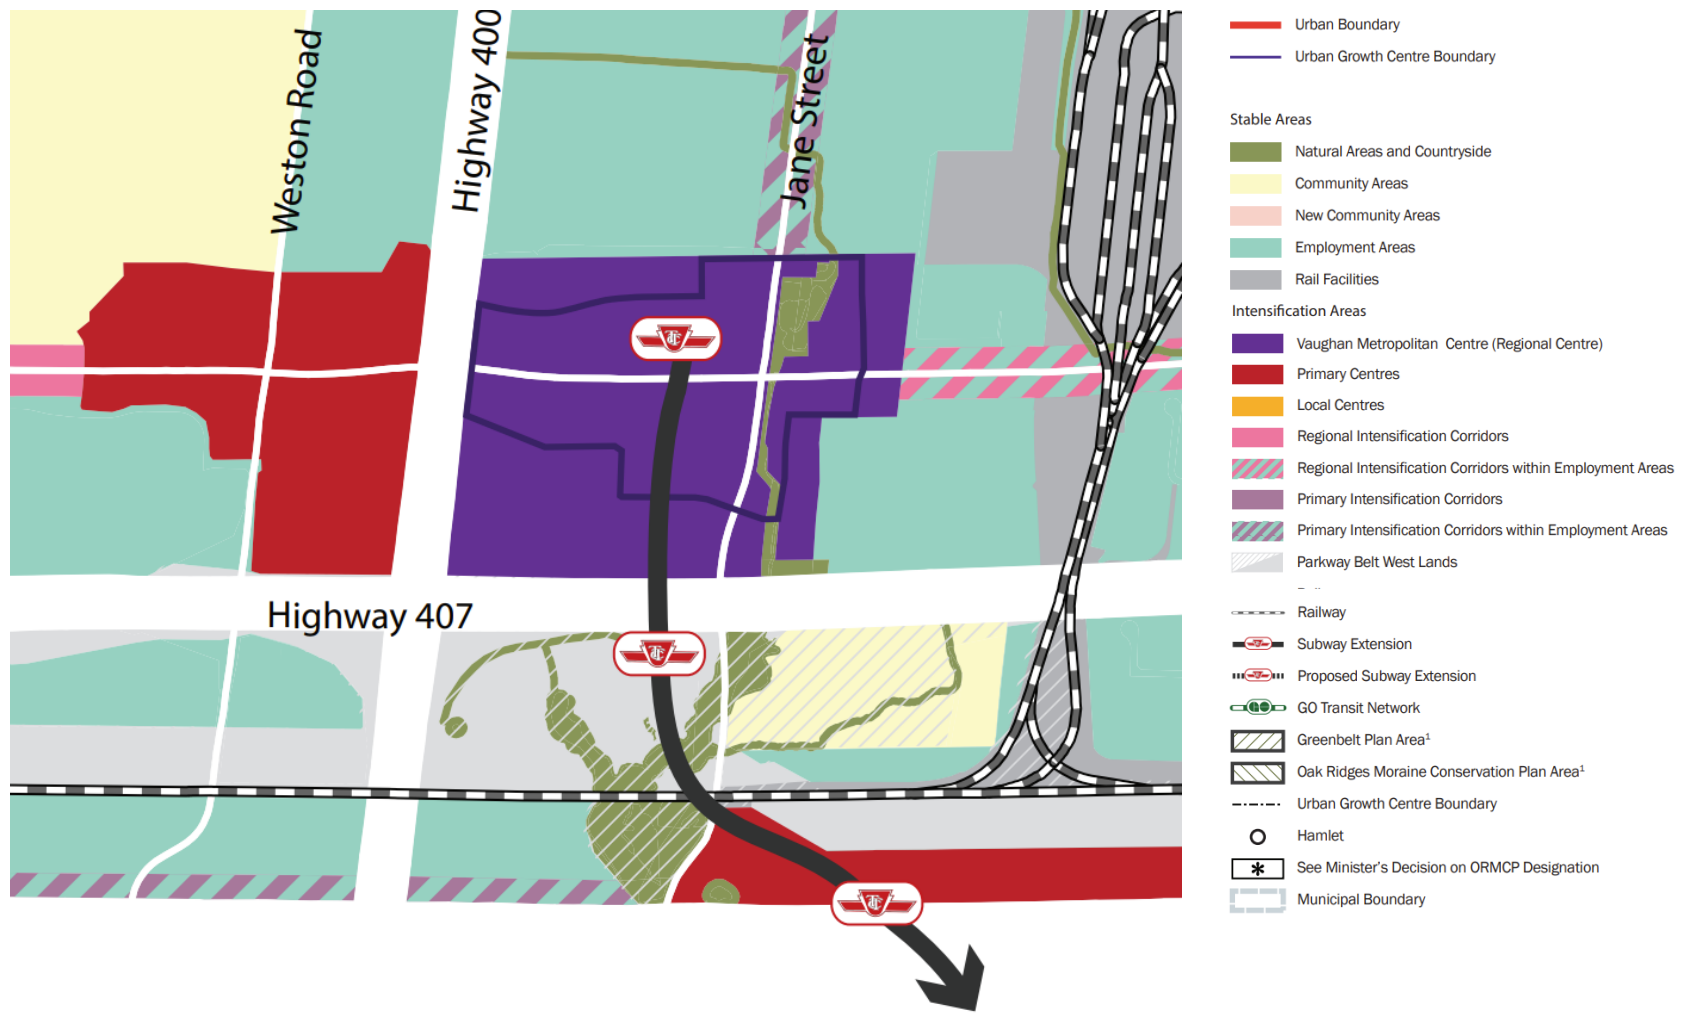 Weston Road
Highway 400
Jane Street
Highway 407
Urban Boundary
Urban Growth Centre Boundary
Stable Areas
Natural Areas and Countryside
Community Areas
New Community Areas
Employment Areas
Rail Facilities
Intensification Areas
Vaughan Metropolitan Centre (Regional Centre)
Primary Centres
Local Centres
Regional Intensification Corridors
Regional Intensification Corridors within Employment Areas
Primary Intensification Corridors
Primary Intensification Corridors within Employment Areas
Parkway Belt West Lands
Railway
Subway Extension
Proposed Subway Extension
GO Transit Network
Greenbelt Plan Area¹
Oak Ridges Moraine Conservation Plan Area¹
Urban Growth Centre Boundary
Hamlet
See Minister's Decision on ORMCP Designation
Municipal Boundary